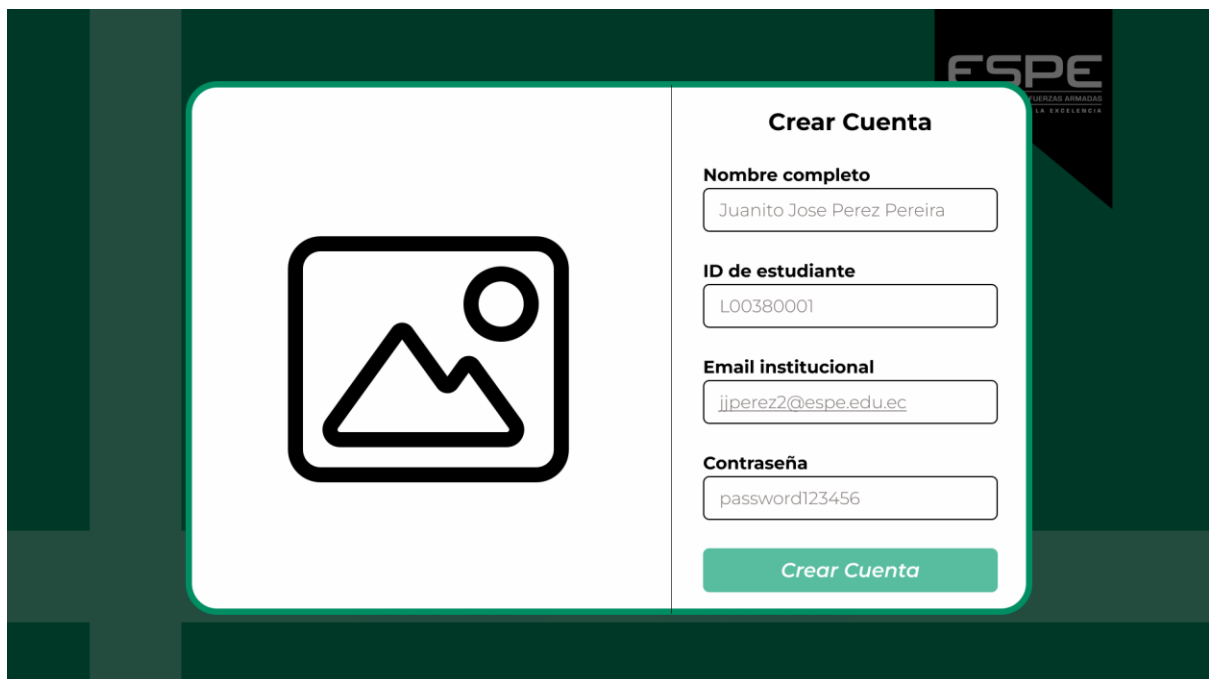 ESPE
FUERZAS ARMADAS
LA EXCELENCIA
Crear Cuenta
Nombre completo
Juanito Jose Perez Pereira
ID de estudiante
L00380001
Email institucional
jjperez2@espe.edu.ec
Contraseña
password123456
Crear Cuenta